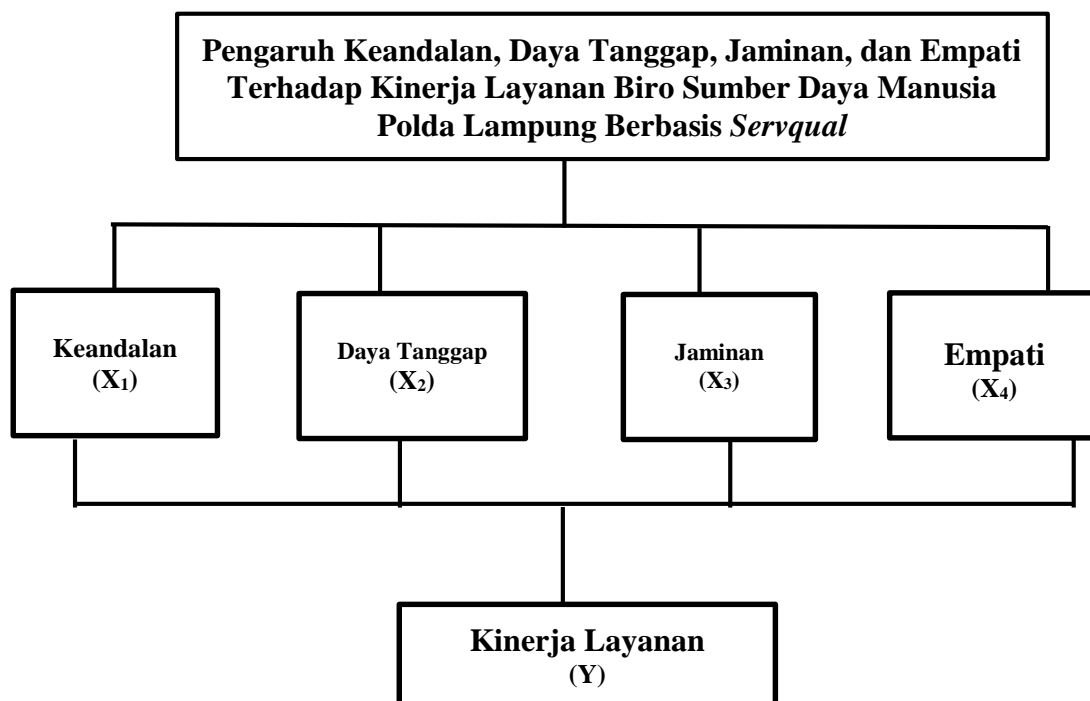 Pengaruh Keandalan, Daya Tanggap, Jaminan, dan Empati
Terhadap Kinerja Layanan Biro Sumber Daya Manusia
Polda Lampung Berbasis Servqual
Keandalan
(X₁)
Daya Tanggap
(X₂)
Jaminan
(X₃)
Empati
(X₄)
Kinerja Layanan
(Y)